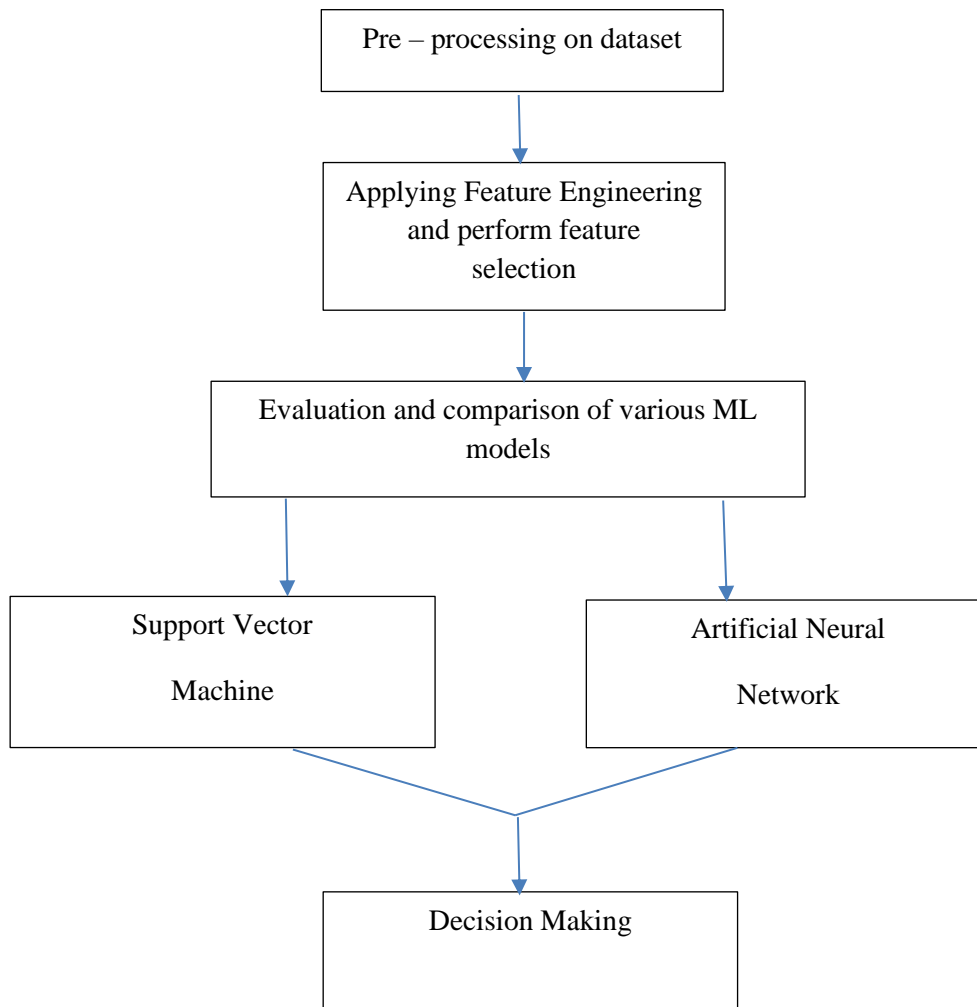 Pre – processing on dataset
Applying Feature Engineering
and perform feature
selection
Evaluation and comparison of various ML
models
Support Vector
Machine
Artificial Neural
Network
Decision Making